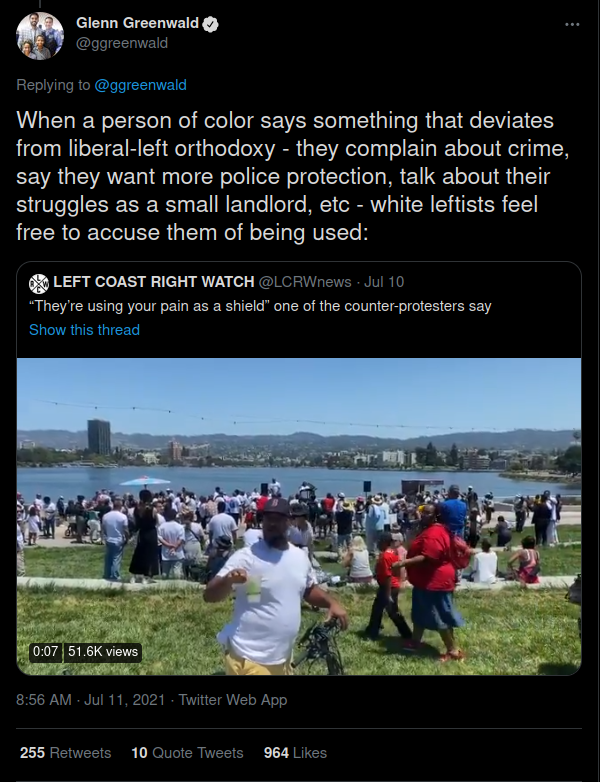 Glenn Greenwald
@ggreenwald
Replying to @ggreenwald
When a person of color says something that deviates
from liberal-left orthodoxy - they complain about crime,
say they want more police protection, talk about their
struggles as a small landlord, etc - white leftists feel
free to accuse them of being used:
LEFT COAST RIGHT WATCH @LCRWnews · Jul 10
“They’re using your pain as a shield” one of the counter-protesters say
Show this thread
0:07 51.6K views
8:56 AM · Jul 11, 2021 · Twitter Web App
255 Retweets 10 Quote Tweets 964 Likes